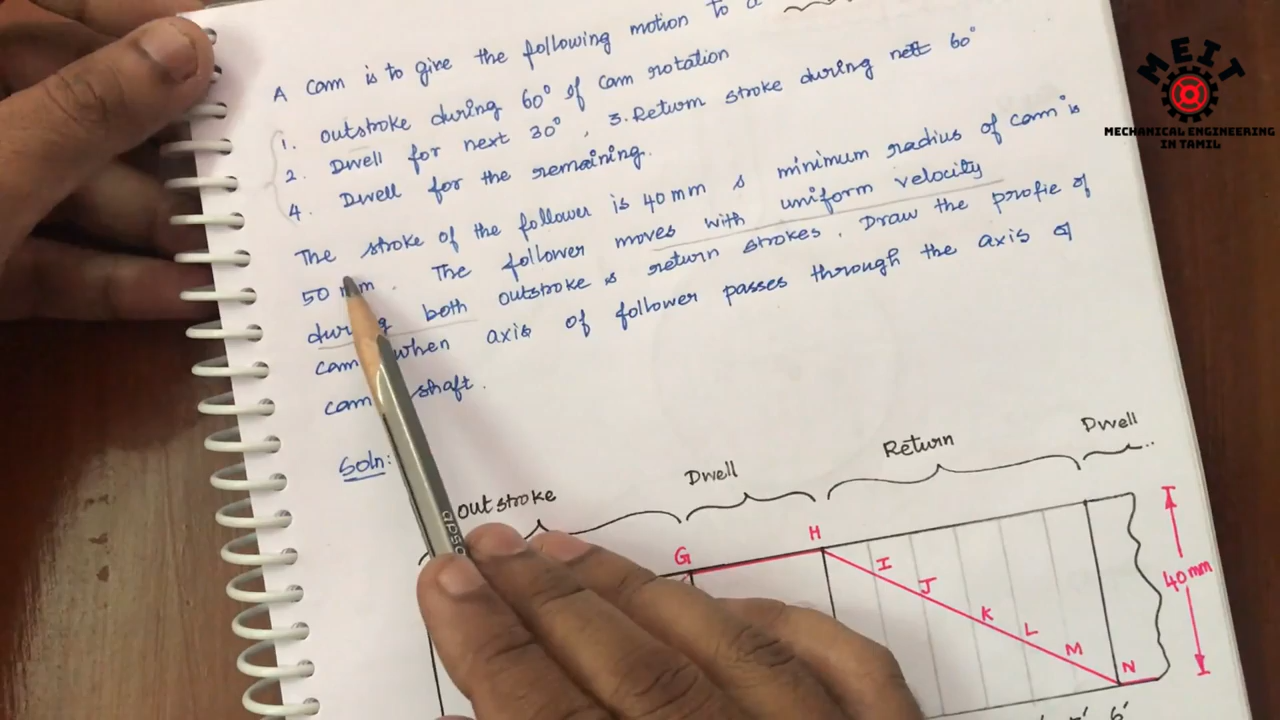 A cam is to give the following motion to a
1. outstroke during 60° of cam rotation
2. Dwell for next 30°, 3. Return stroke during nett 60°
4. Dwell for the remaining.
The stroke of the follower is 40 mm & minimum radius of cam is
50 mm. The follower moves with uniform velocity
during both outstroke & return strokes. Draw the profie of
cam when axis of follower passes through the axis of
cam shaft.
Soln:
outstroke
Dwell
Return
Dwell
G
H
I
J
K
L
M
N
40mm
6'
MEIT
MECHANICAL ENGINEERING
IN TAMIL